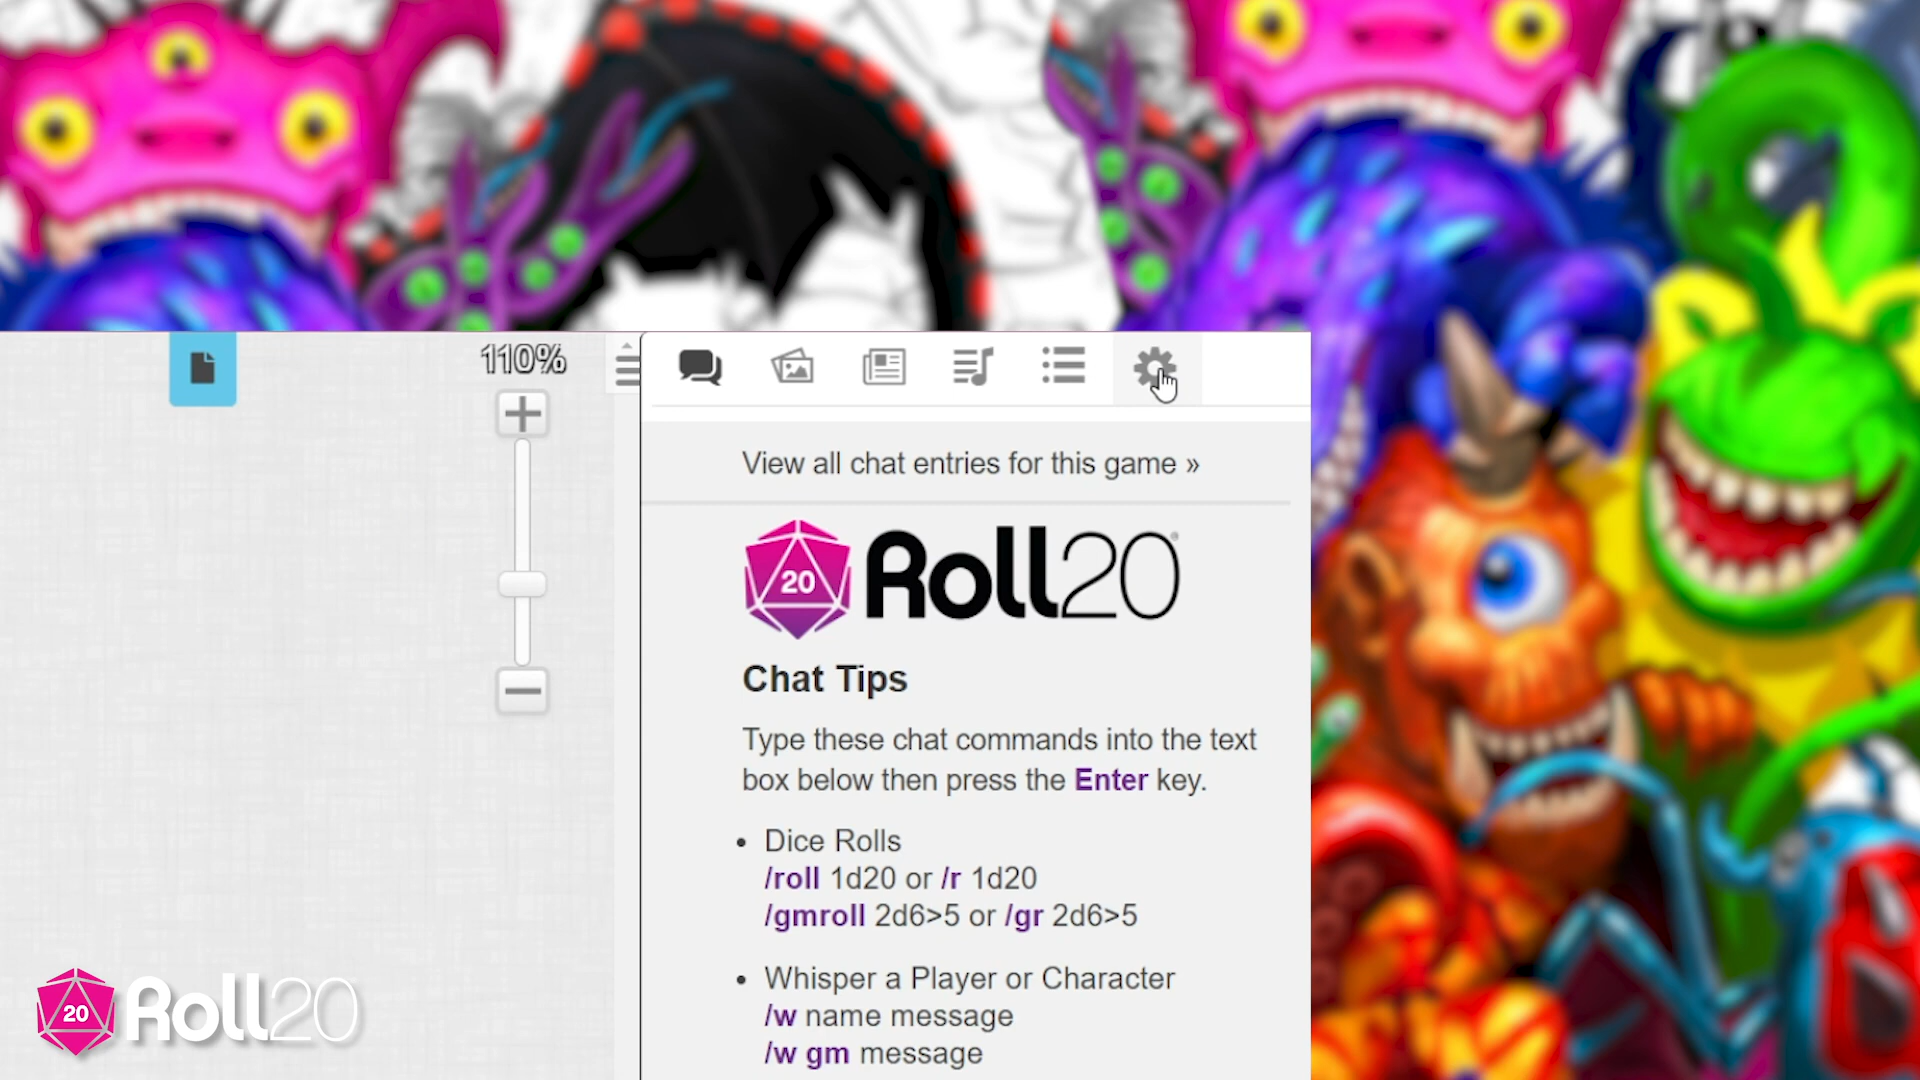 110%
View all chat entries for this game »
20 Roll20®
Chat Tips
Type these chat commands into the text
box below then press the Enter key.
• Dice Rolls
/roll 1d20 or /r 1d20
/gmroll 2d6>5 or /gr 2d6>5
• Whisper a Player or Character
/w name message
/w gm message
20 Roll20